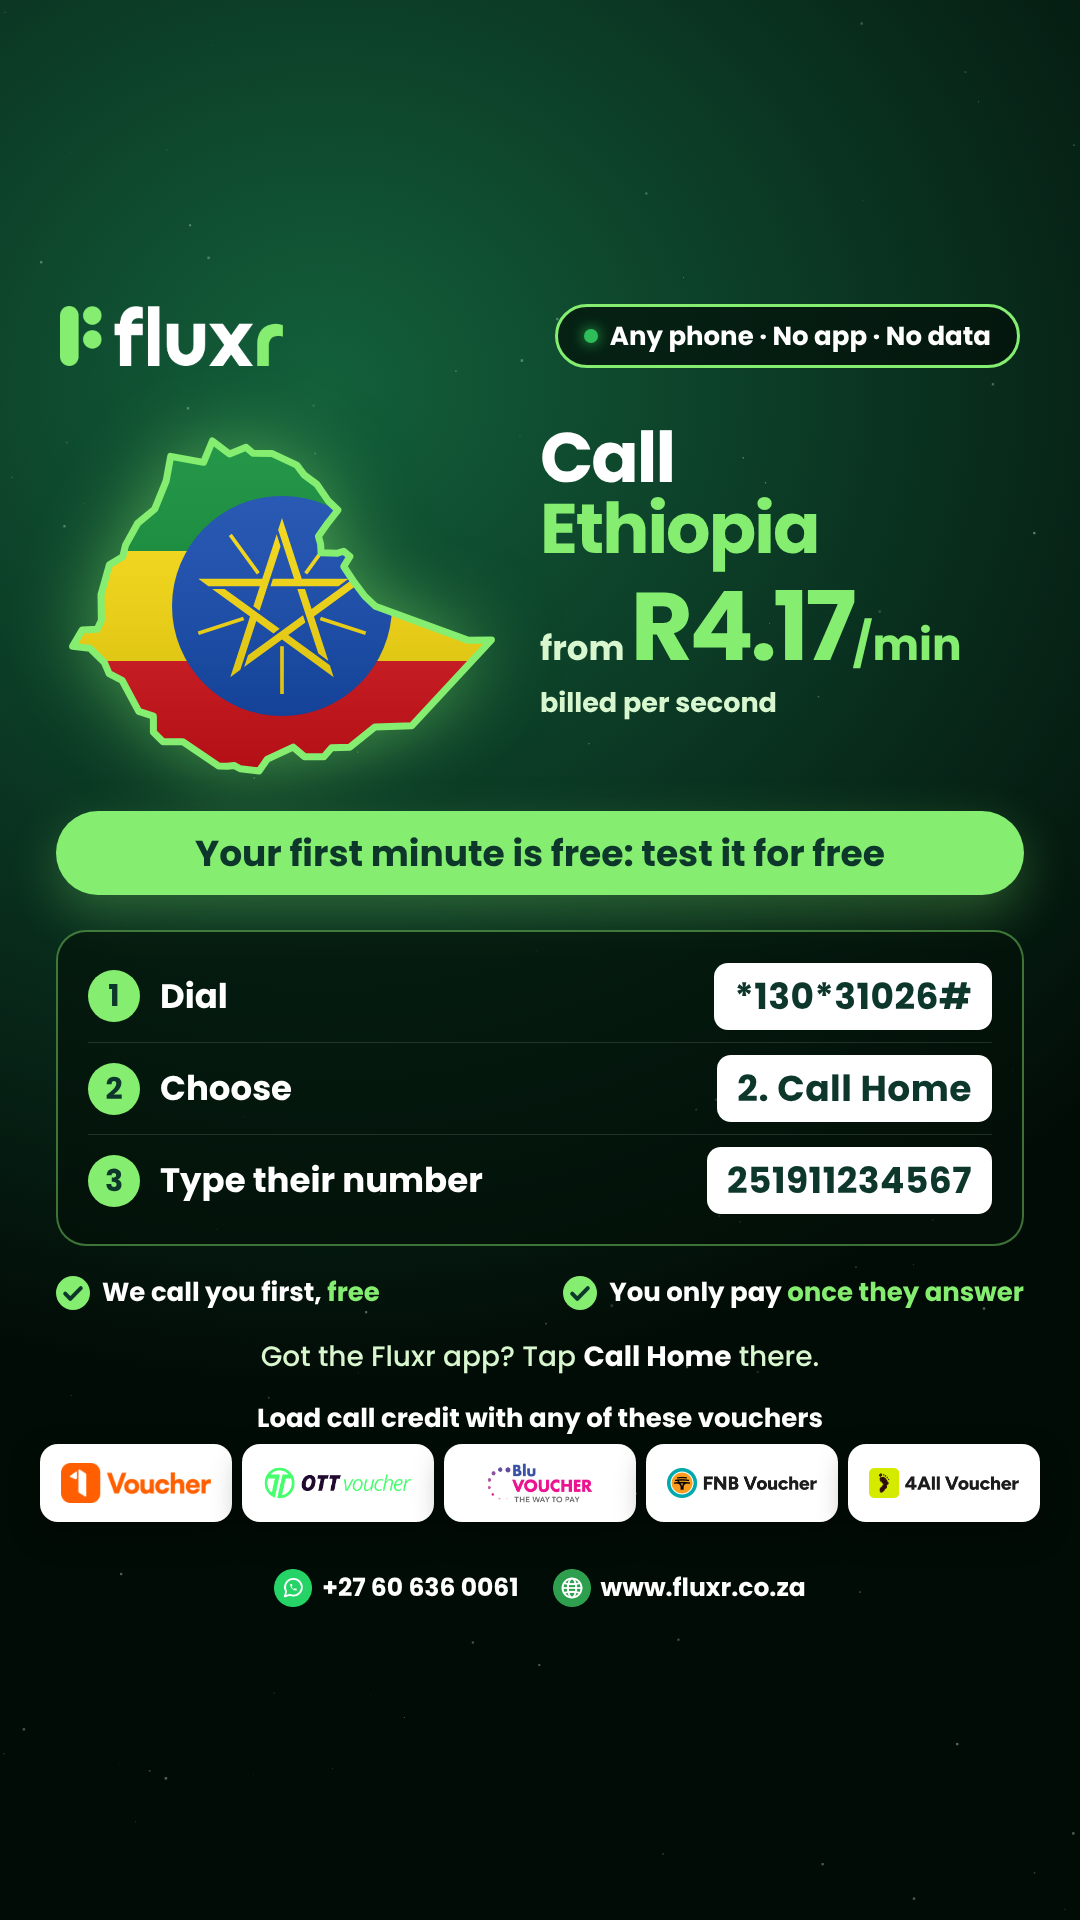 fluxr
Any phone · No app · No data
Call
Ethiopia
from R4.17/min
billed per second
Your first minute is free: test it for free
1 Dial *130*31026#
2 Choose 2. Call Home
3 Type their number 251911234567
We call you first, free
You only pay once they answer
Got the Fluxr app? Tap Call Home there.
Load call credit with any of these vouchers
1 Voucher
OTT voucher
Blu
VOUCHER
THE WAY TO PAY
FNB Voucher
4All Voucher
+27 60 636 0061
www.fluxr.co.za